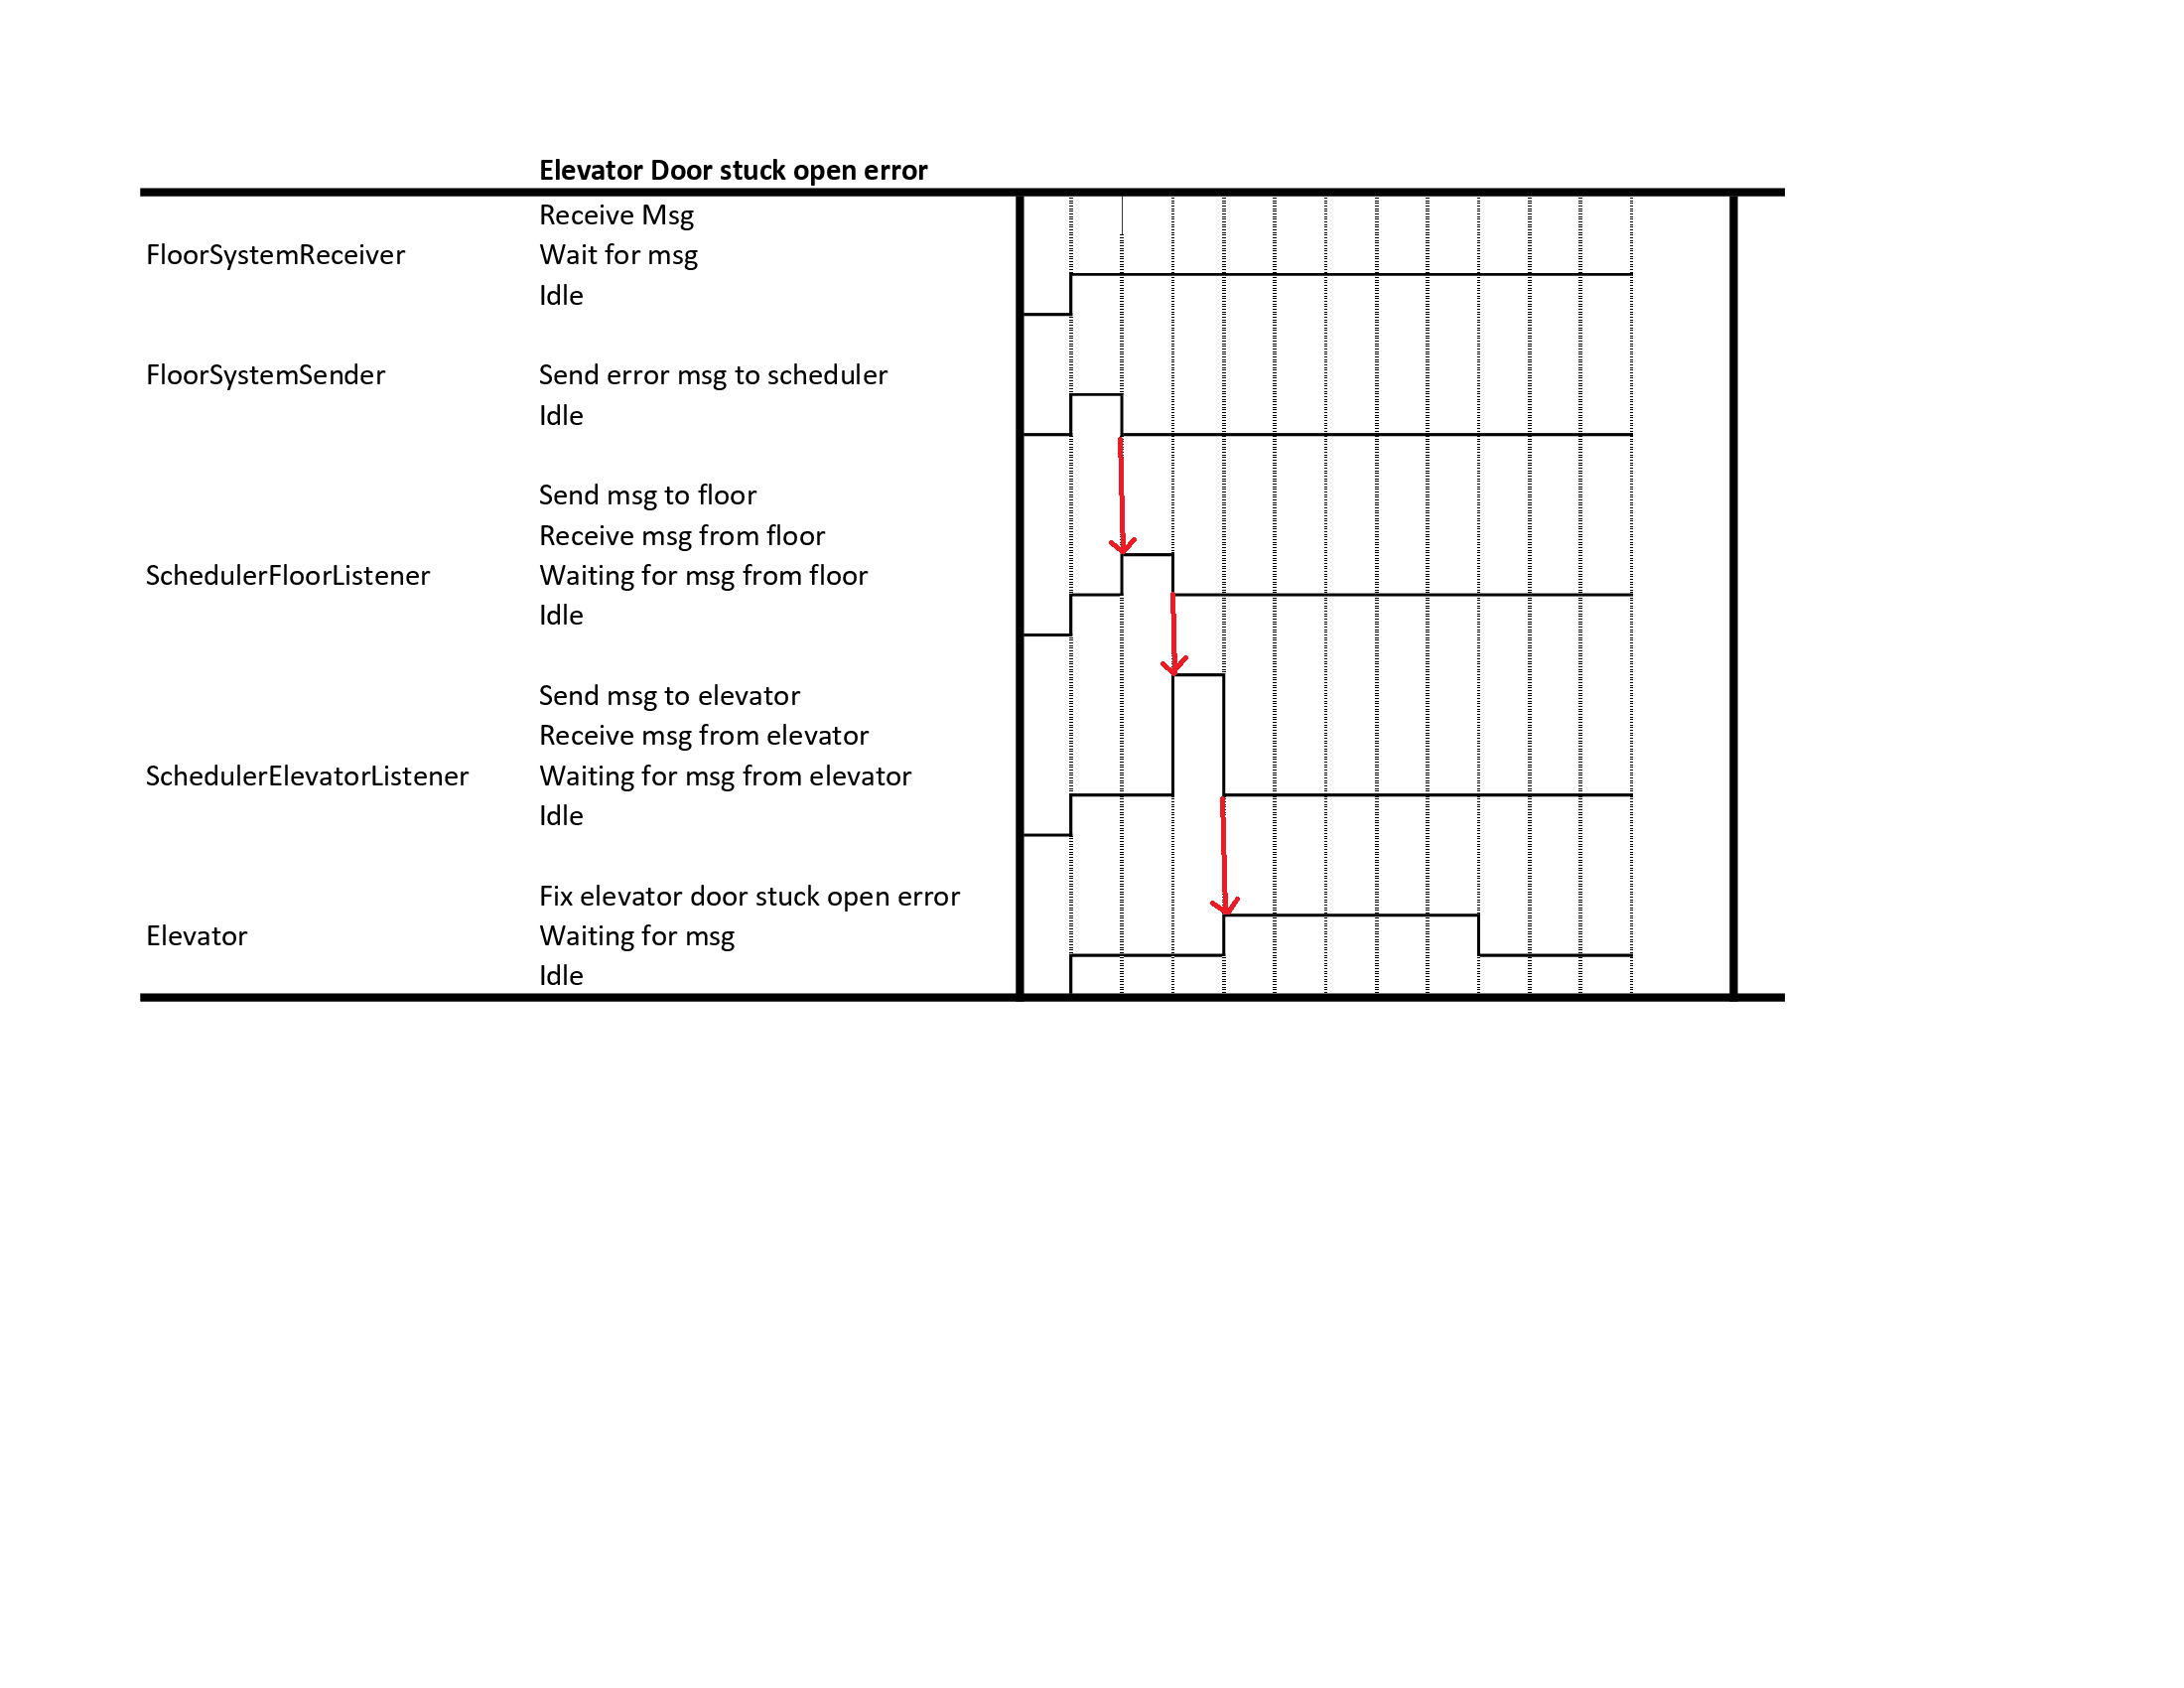 Elevator Door stuck open error
Receive Msg
FloorSystemReceiver Wait for msg
Idle
FloorSystemSender Send error msg to scheduler
Idle
Send msg to floor
Receive msg from floor
SchedulerFloorListener Waiting for msg from floor
Idle
Send msg to elevator
Receive msg from elevator
SchedulerElevatorListener Waiting for msg from elevator
Idle
Fix elevator door stuck open error
Elevator Waiting for msg
Idle